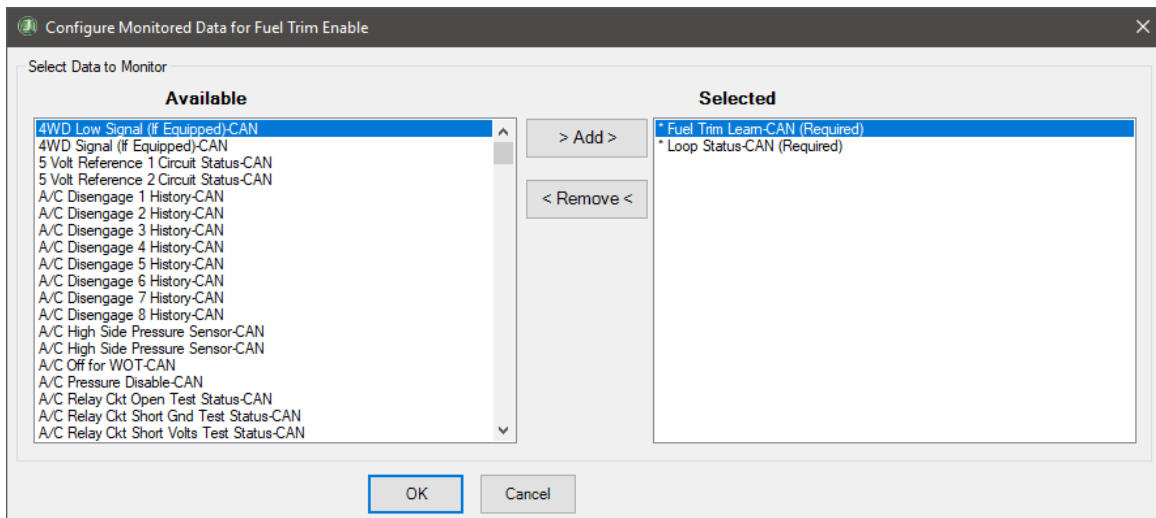 Configure Monitored Data for Fuel Trim Enable
Select Data to Monitor
Available
4WD Low Signal (If Equipped)-CAN
4WD Signal (If Equipped)-CAN
5 Volt Reference 1 Circuit Status-CAN
5 Volt Reference 2 Circuit Status-CAN
A/C Disengage 1 History-CAN
A/C Disengage 2 History-CAN
A/C Disengage 3 History-CAN
A/C Disengage 4 History-CAN
A/C Disengage 5 History-CAN
A/C Disengage 6 History-CAN
A/C Disengage 7 History-CAN
A/C Disengage 8 History-CAN
A/C High Side Pressure Sensor-CAN
A/C High Side Pressure Sensor-CAN
A/C Off for WOT-CAN
A/C Pressure Disable-CAN
A/C Relay Ckt Open Test Status-CAN
A/C Relay Ckt Short Gnd Test Status-CAN
A/C Relay Ckt Short Volts Test Status-CAN
> Add >
< Remove <
Selected
* Fuel Trim Learn-CAN (Required)
* Loop Status-CAN (Required)
OK
Cancel